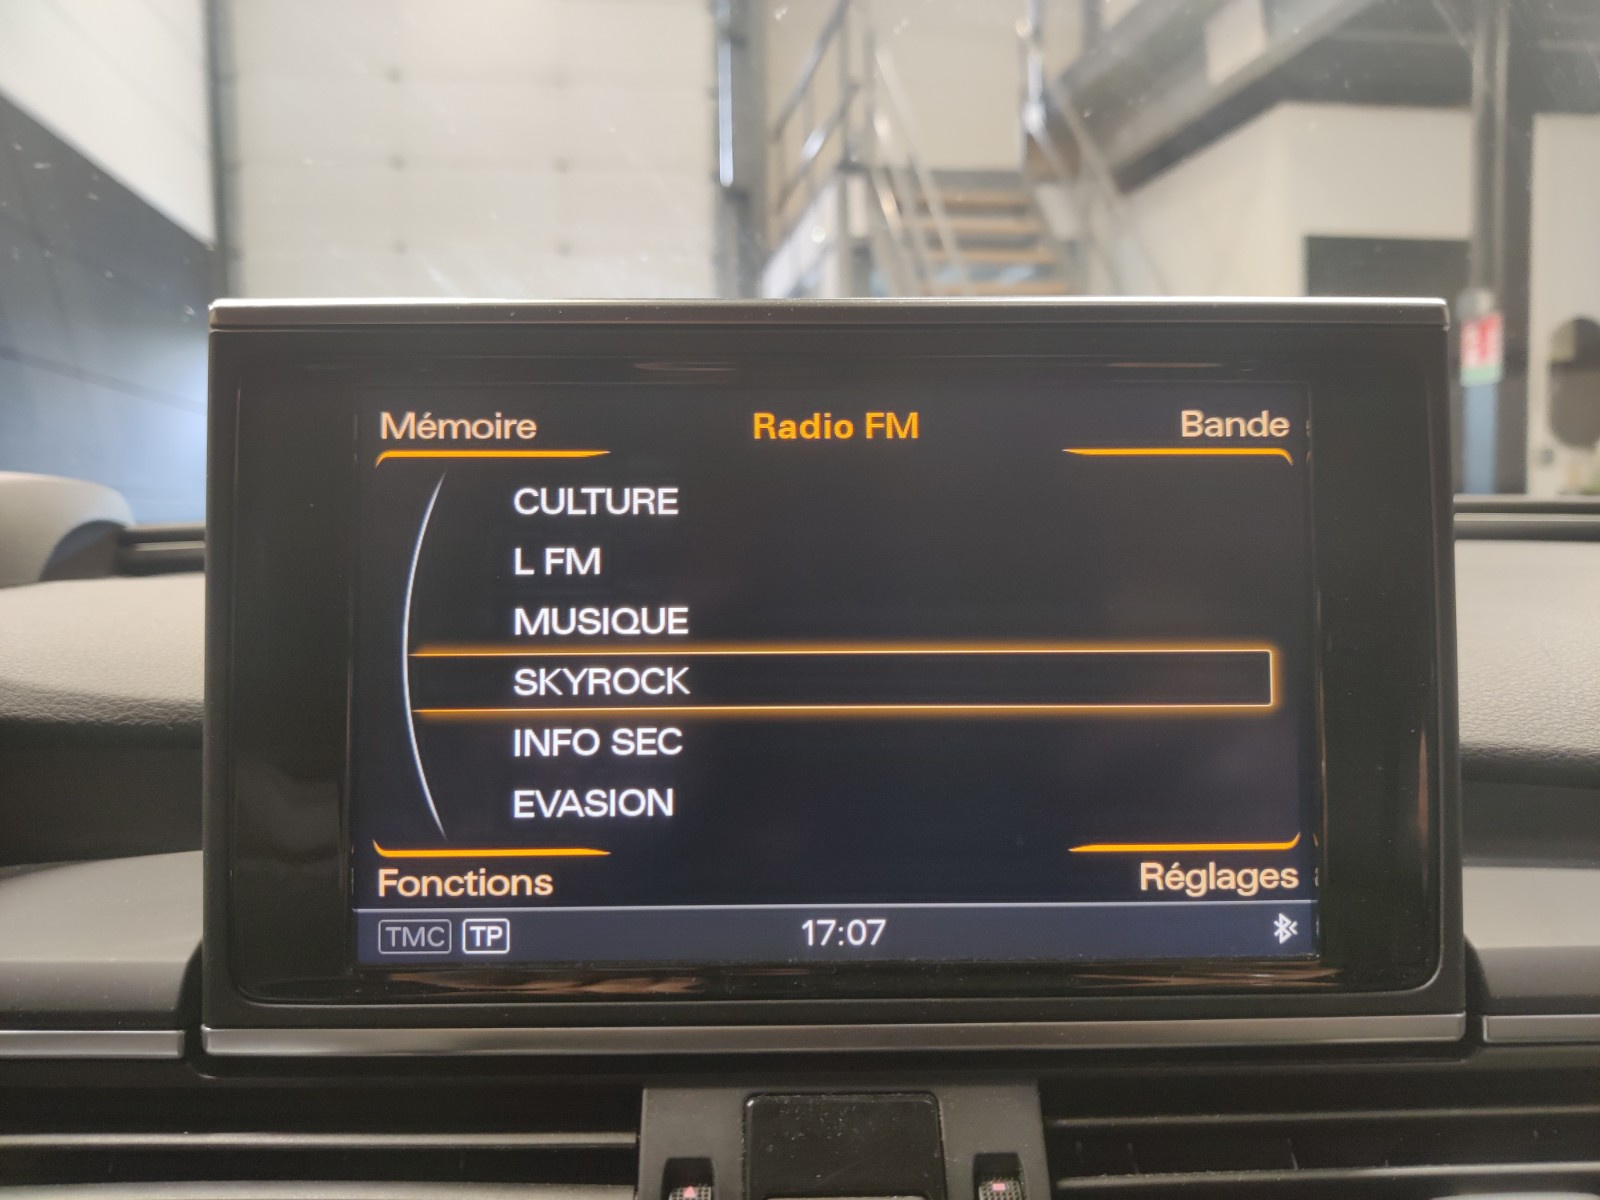 Mémoire Radio FM Bande
CULTURE
L FM
MUSIQUE
SKYROCK
INFO SEC
EVASION
Fonctions Réglages
TMC TP 17:07